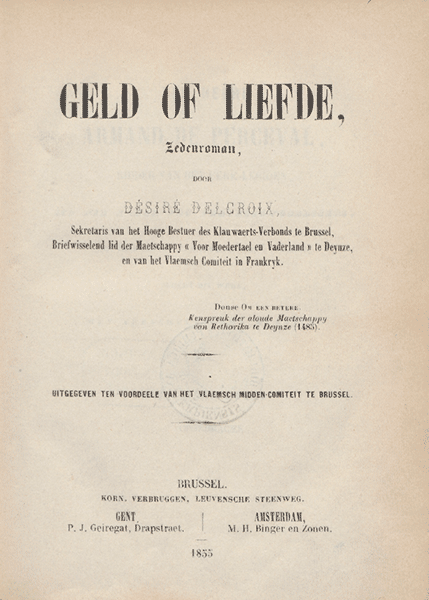 GELD OF LIEFDE,
Zedenroman,
DOOR
DÉSIRÉ DELCROIX,
Sekretaris van het Hooge Bestuer des Klauwaerts-Verbonds te Brussel,
Briefwisselend lid der Maetschappy « Voor Moedertael en Vaderland » te Deynze,
en van het Vlaemsch Comiteit in Frankryk.
Donse OM EEN BETERE.
Kenspreuk der aloude Maetschappy
van Rethorika te Deynze (1485).
UITGEGEVEN TEN VOORDEELE VAN HET VLAEMSCH MIDDEN-COMITEIT TE BRUSSEL.
BRUSSEL.
KORN. VERBRUGGEN, LEUVENSCHE STEENWEG.
GENT, AMSTERDAM,
P. J. Geiregat, Drapstraet. M. H. Binger en Zonen.
1855